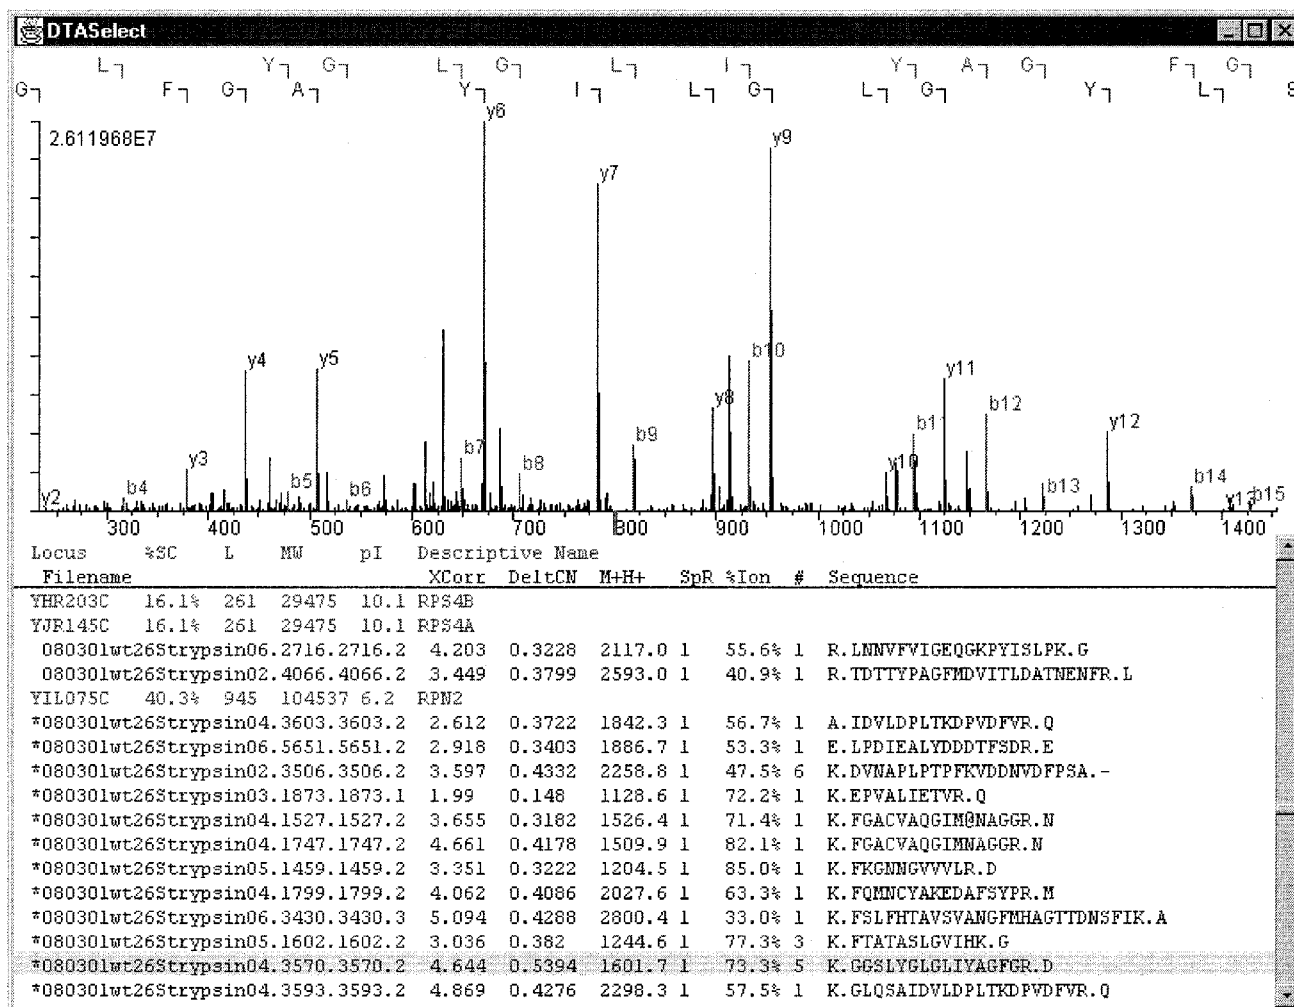 DTASelect
L Y G L G L I Y A G F G
G F G A Y I L G L G Y L S
2.611968E7
y6
y9
y7
b10
y4 y5 y11
y8 b12
b11 y12
b9
y3 b7 b8 y10
b4 b5 b6 b13 b14
y2 y13 b15
300 400 500 600 700 800 900 1000 1100 1200 1300 1400
Locus %SC L MW pI Descriptive Name
Filename XCorr DeltCN M+H+ SpR %Ion # Sequence
YHR203C 16.1% 261 29475 10.1 RPS4B
YJR145C 16.1% 261 29475 10.1 RPS4A
080301wt26Strypsin06.2716.2716.2 4.203 0.3228 2117.0 1 55.6% 1 R.LNNVFVIGEQGKPYISLPK.G
080301wt26Strypsin02.4066.4066.2 3.449 0.3799 2593.0 1 40.9% 1 R.TDTTYPAGFMDVITLDATNENFR.L
YIL075C 40.3% 945 104537 6.2 RPN2
*080301wt26Strypsin04.3603.3603.2 2.612 0.3722 1842.3 1 56.7% 1 A.IDVLDPLTKDPVDFVR.Q
*080301wt26Strypsin06.5651.5651.2 2.918 0.3403 1886.7 1 53.3% 1 E.LPDIEALYDDDTFSDR.E
*080301wt26Strypsin02.3506.3506.2 3.597 0.4332 2258.8 1 47.5% 6 K.DVNAPLPTPFKVDDNVDFPSA.-
*080301wt26Strypsin03.1873.1873.1 1.99 0.148 1128.6 1 72.2% 1 K.EPVALIETVR.Q
*080301wt26Strypsin04.1527.1527.2 3.655 0.3182 1526.4 1 71.4% 1 K.FGACVAQGIM@NAGGR.N
*080301wt26Strypsin04.1747.1747.2 4.661 0.4178 1509.9 1 82.1% 1 K.FGACVAQGIMNAGGR.N
*080301wt26Strypsin05.1459.1459.2 3.351 0.3222 1204.5 1 85.0% 1 K.FKGNNGVVVLR.D
*080301wt26Strypsin04.1799.1799.2 4.062 0.4086 2027.6 1 63.3% 1 K.FQMNCYAKEDAFSYPR.M
*080301wt26Strypsin06.3430.3430.3 5.094 0.4288 2800.4 1 33.0% 1 K.FSLFHTAVSVANGFMHAGTTDNSFIK.A
*080301wt26Strypsin05.1602.1602.2 3.036 0.382 1244.6 1 77.3% 3 K.FTATASLGVIHK.G
*080301wt26Strypsin04.3570.3570.2 4.644 0.5394 1601.7 1 73.3% 5 K.GGSLYGLGLIYAGFGR.D
*080301wt26Strypsin04.3593.3593.2 4.869 0.4276 2298.3 1 57.5% 1 K.GLQSAIDVLDPLTKDPVDFVR.Q